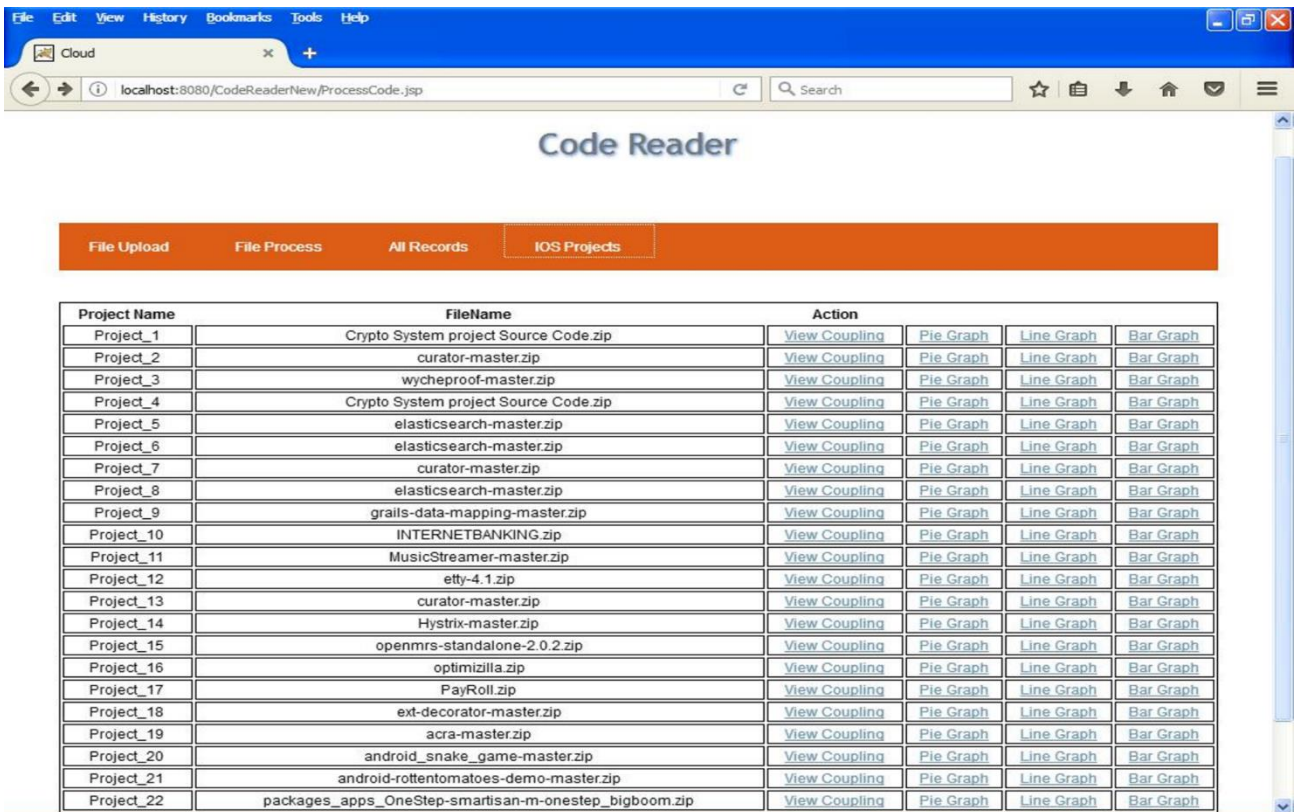 File Edit View History Bookmarks Tools Help
Cloud
localhost:8080/CodeReaderNew/ProcessCode.jsp Search
Code Reader
File Upload File Process All Records IOS Projects
Project Name FileName Action
Project_1 Crypto System project Source Code.zip View Coupling Pie Graph Line Graph Bar Graph
Project_2 curator-master.zip View Coupling Pie Graph Line Graph Bar Graph
Project_3 wycheproof-master.zip View Coupling Pie Graph Line Graph Bar Graph
Project_4 Crypto System project Source Code.zip View Coupling Pie Graph Line Graph Bar Graph
Project_5 elasticsearch-master.zip View Coupling Pie Graph Line Graph Bar Graph
Project_6 elasticsearch-master.zip View Coupling Pie Graph Line Graph Bar Graph
Project_7 curator-master.zip View Coupling Pie Graph Line Graph Bar Graph
Project_8 elasticsearch-master.zip View Coupling Pie Graph Line Graph Bar Graph
Project_9 grails-data-mapping-master.zip View Coupling Pie Graph Line Graph Bar Graph
Project_10 INTERNETBANKING.zip View Coupling Pie Graph Line Graph Bar Graph
Project_11 MusicStreamer-master.zip View Coupling Pie Graph Line Graph Bar Graph
Project_12 etty-4.1.zip View Coupling Pie Graph Line Graph Bar Graph
Project_13 curator-master.zip View Coupling Pie Graph Line Graph Bar Graph
Project_14 Hystrix-master.zip View Coupling Pie Graph Line Graph Bar Graph
Project_15 openmrs-standalone-2.0.2.zip View Coupling Pie Graph Line Graph Bar Graph
Project_16 optimizilla.zip View Coupling Pie Graph Line Graph Bar Graph
Project_17 PayRoll.zip View Coupling Pie Graph Line Graph Bar Graph
Project_18 ext-decorator-master.zip View Coupling Pie Graph Line Graph Bar Graph
Project_19 acra-master.zip View Coupling Pie Graph Line Graph Bar Graph
Project_20 android_snake_game-master.zip View Coupling Pie Graph Line Graph Bar Graph
Project_21 android-rottentomatoes-demo-master.zip View Coupling Pie Graph Line Graph Bar Graph
Project_22 packages_apps_OneStep-smartisan-m-onestep_bigboom.zip View Coupling Pie Graph Line Graph Bar Graph